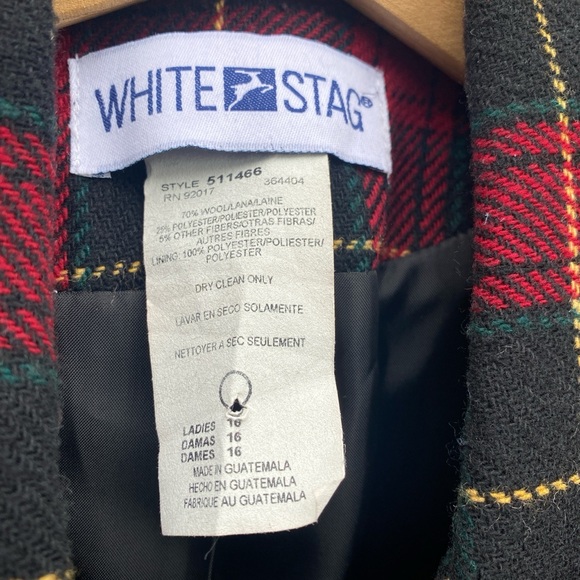 WHITE STAG®
STYLE 511466
RN 92017 364404
70% WOOL/LANA/LAINE
25% POLYESTER/POLIESTER/POLYESTER
5% OTHER FIBERS/OTRAS FIBRAS/
AUTRES FIBRES
LINING: 100% POLYESTER/POLIESTER/
POLYESTER
DRY CLEAN ONLY
LAVAR EN SECO SOLAMENTE
NETTOYER A SEC SEULEMENT
LADIES 16
DAMAS 16
DAMES 16
MADE IN GUATEMALA
HECHO EN GUATEMALA
FABRIQUE AU GUATEMALA